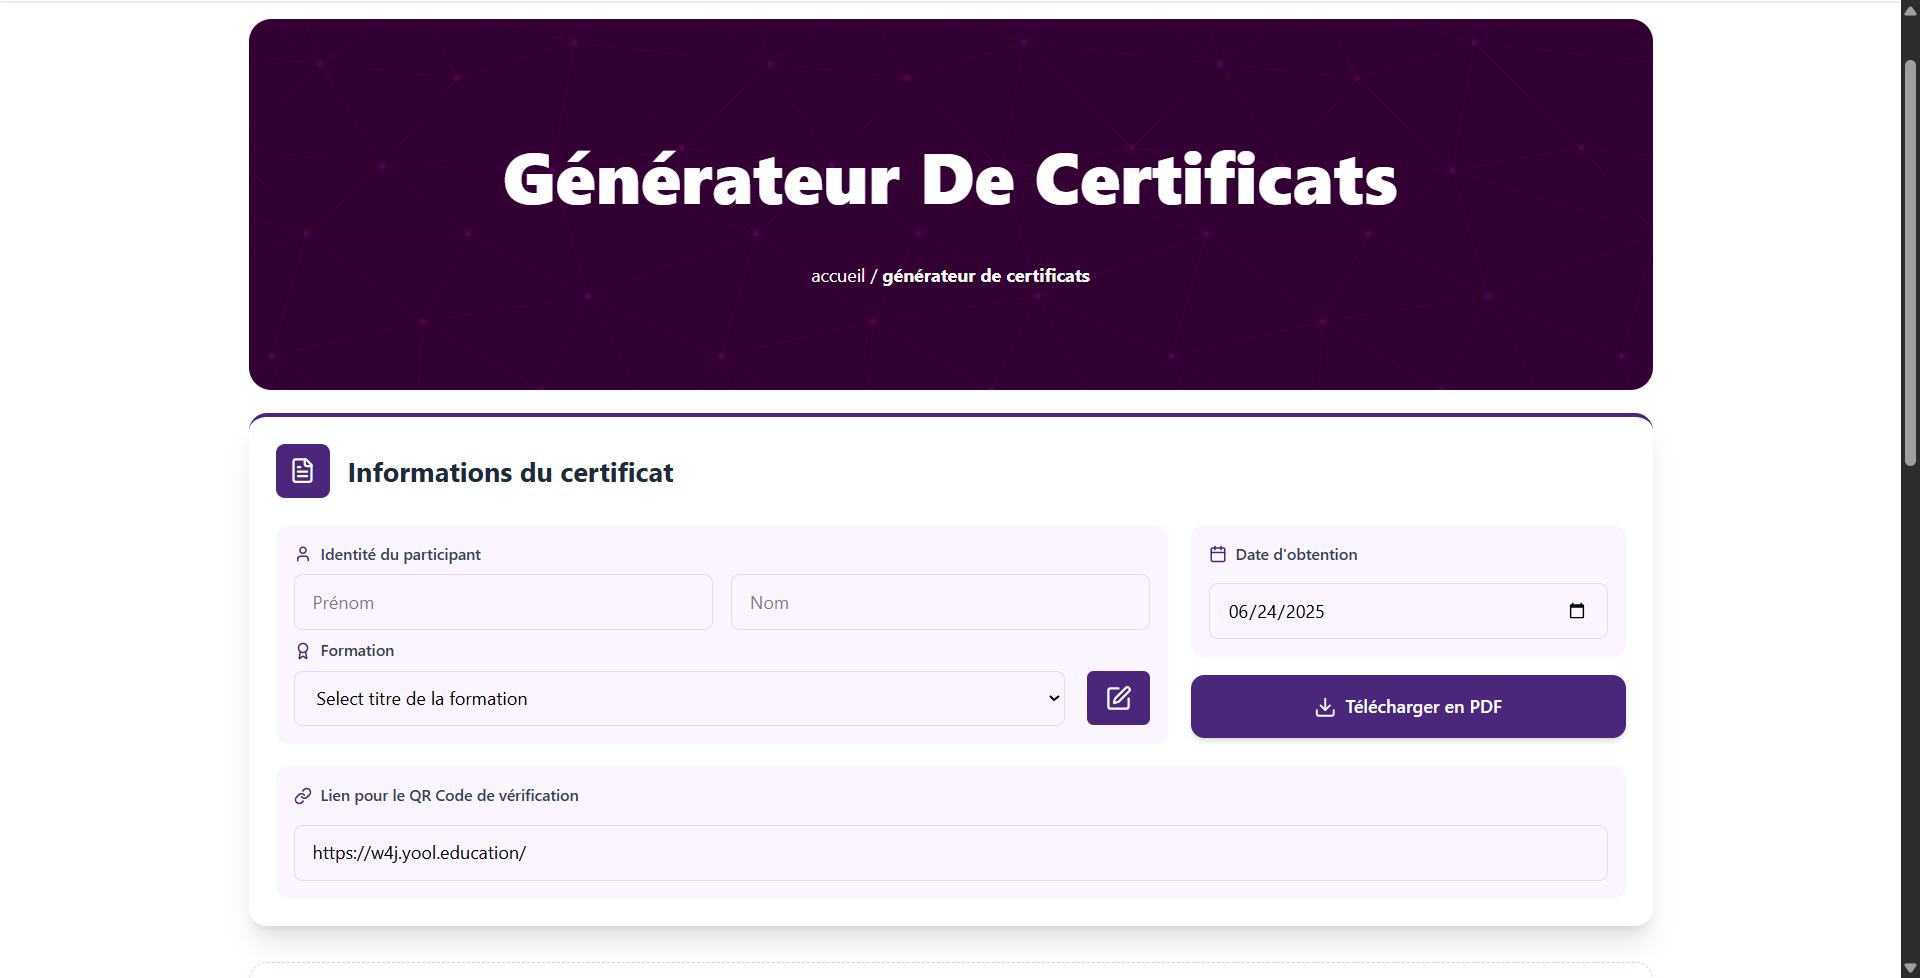 Générateur De Certificats
accueil / générateur de certificats
Informations du certificat
Identité du participant
Prénom
Nom
Formation
Select titre de la formation
Date d'obtention
06/24/2025
Télécharger en PDF
Lien pour le QR Code de vérification
https://w4j.yool.education/